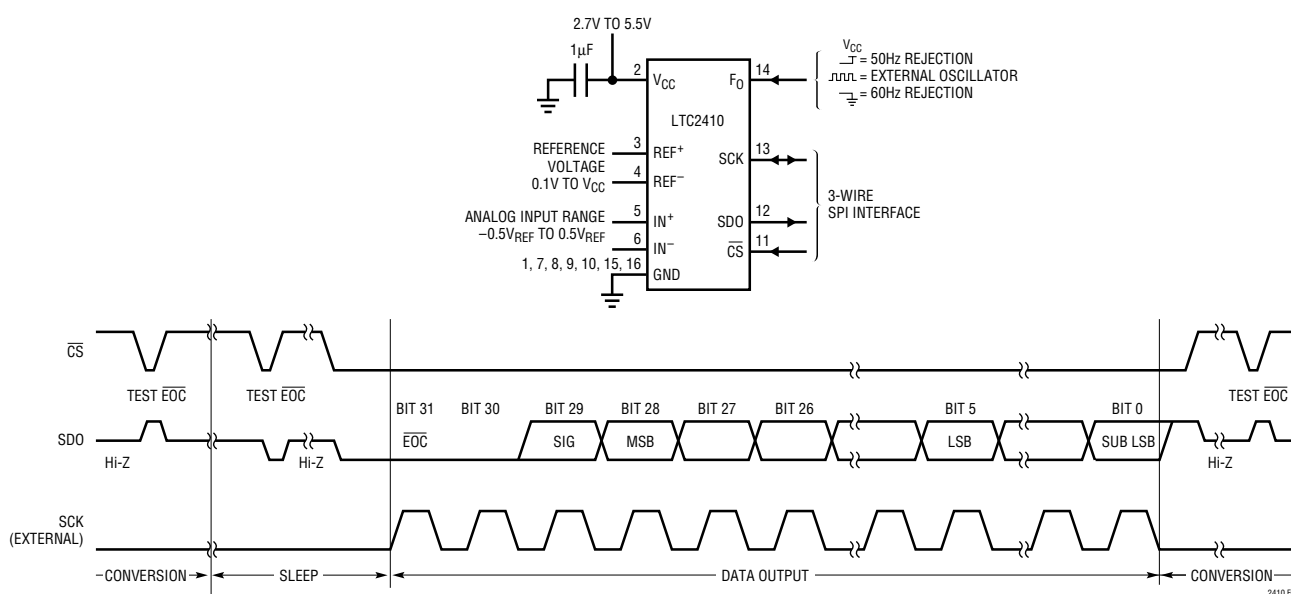 2.7V TO 5.5V
1µF
2
VCC
LTC2410
FO
14
VCC
= 50Hz REJECTION
= EXTERNAL OSCILLATOR
= 60Hz REJECTION
REFERENCE
VOLTAGE
0.1V TO VCC
3
REF+
4
REF–
SCK
13
ANALOG INPUT RANGE
–0.5VREF TO 0.5VREF
5
IN+
6
IN–
SDO
12
CS
11
3-WIRE
SPI INTERFACE
1, 7, 8, 9, 10, 15, 16
GND
CS
TEST EOC
TEST EOC
TEST EOC
BIT 31
BIT 30
BIT 29
BIT 28
BIT 27
BIT 26
BIT 5
BIT 0
SDO
EOC
SIG
MSB
LSB
SUB LSB
Hi-Z
Hi-Z
Hi-Z
SCK
(EXTERNAL)
CONVERSION
SLEEP
DATA OUTPUT
CONVERSION